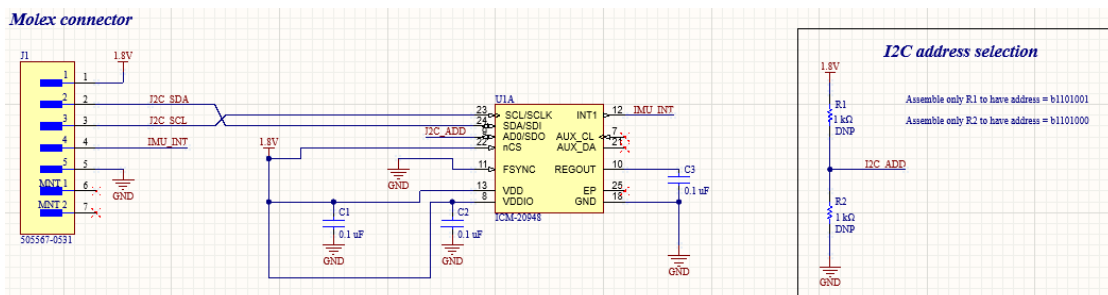 Molex connector
J1
1 1
2 2
3 3
4 4
5 5
MNT 1 6
MNT 2 7
505567-0531
1.8V
J2C_SDA
J2C_SCL
IMU_INT
GND
1.8V
J2C_ADD
GND
C1
0.1 uF
GND
C2
0.1 uF
GND
U1A
23 SCL/SCLK
24 SDA/SDI
9 AD0/SDO
22 nCS
11 FSYNC
13 VDD
8 VDDIO
INT1 12
AUX_CL 7
AUX_DA 21
REGOUT 10
EP 25
GND 18
ICM-20948
IMU_INT
C3
0.1 uF
GND
I2C address selection
1.8V
R1
1 kΩ
DNP
I2C_ADD
R2
1 kΩ
DNP
GND
Assemble only R1 to have address = b1101001
Assemble only R2 to have address = b1101000